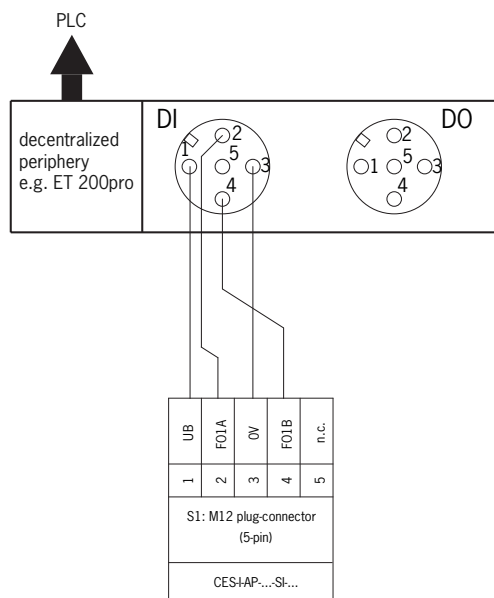 PLC
decentralized
periphery
e.g. ET 200pro
DI
2
1
5
3
4
DO
2
1
5
3
4
UB
FO1A
0V
FO1B
n.c.
1
2
3
4
5
S1: M12 plug-connector
(5-pin)
CES-I-AP-...-SI-...